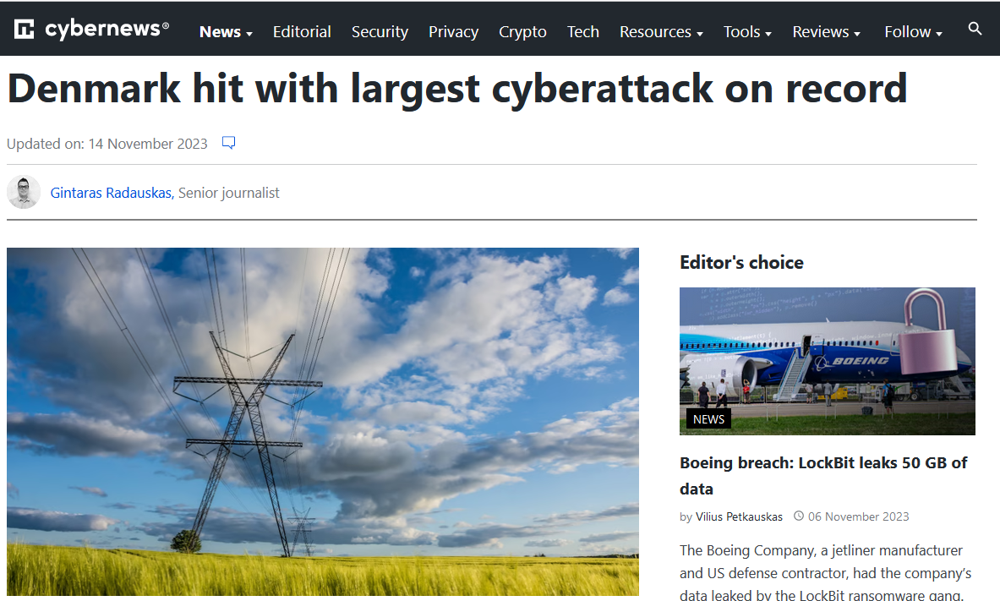 cybernews®
News Editorial Security Privacy Crypto Tech Resources Tools Reviews Follow
Denmark hit with largest cyberattack on record
Updated on: 14 November 2023
Gintaras Radauskas, Senior journalist
Editor's choice
BOEING
NEWS
Boeing breach: LockBit leaks 50 GB of
data
by Vilius Petkauskas 06 November 2023
The Boeing Company, a jetliner manufacturer
and US defense contractor, had the company's
data leaked by the LockBit ransomware gang.